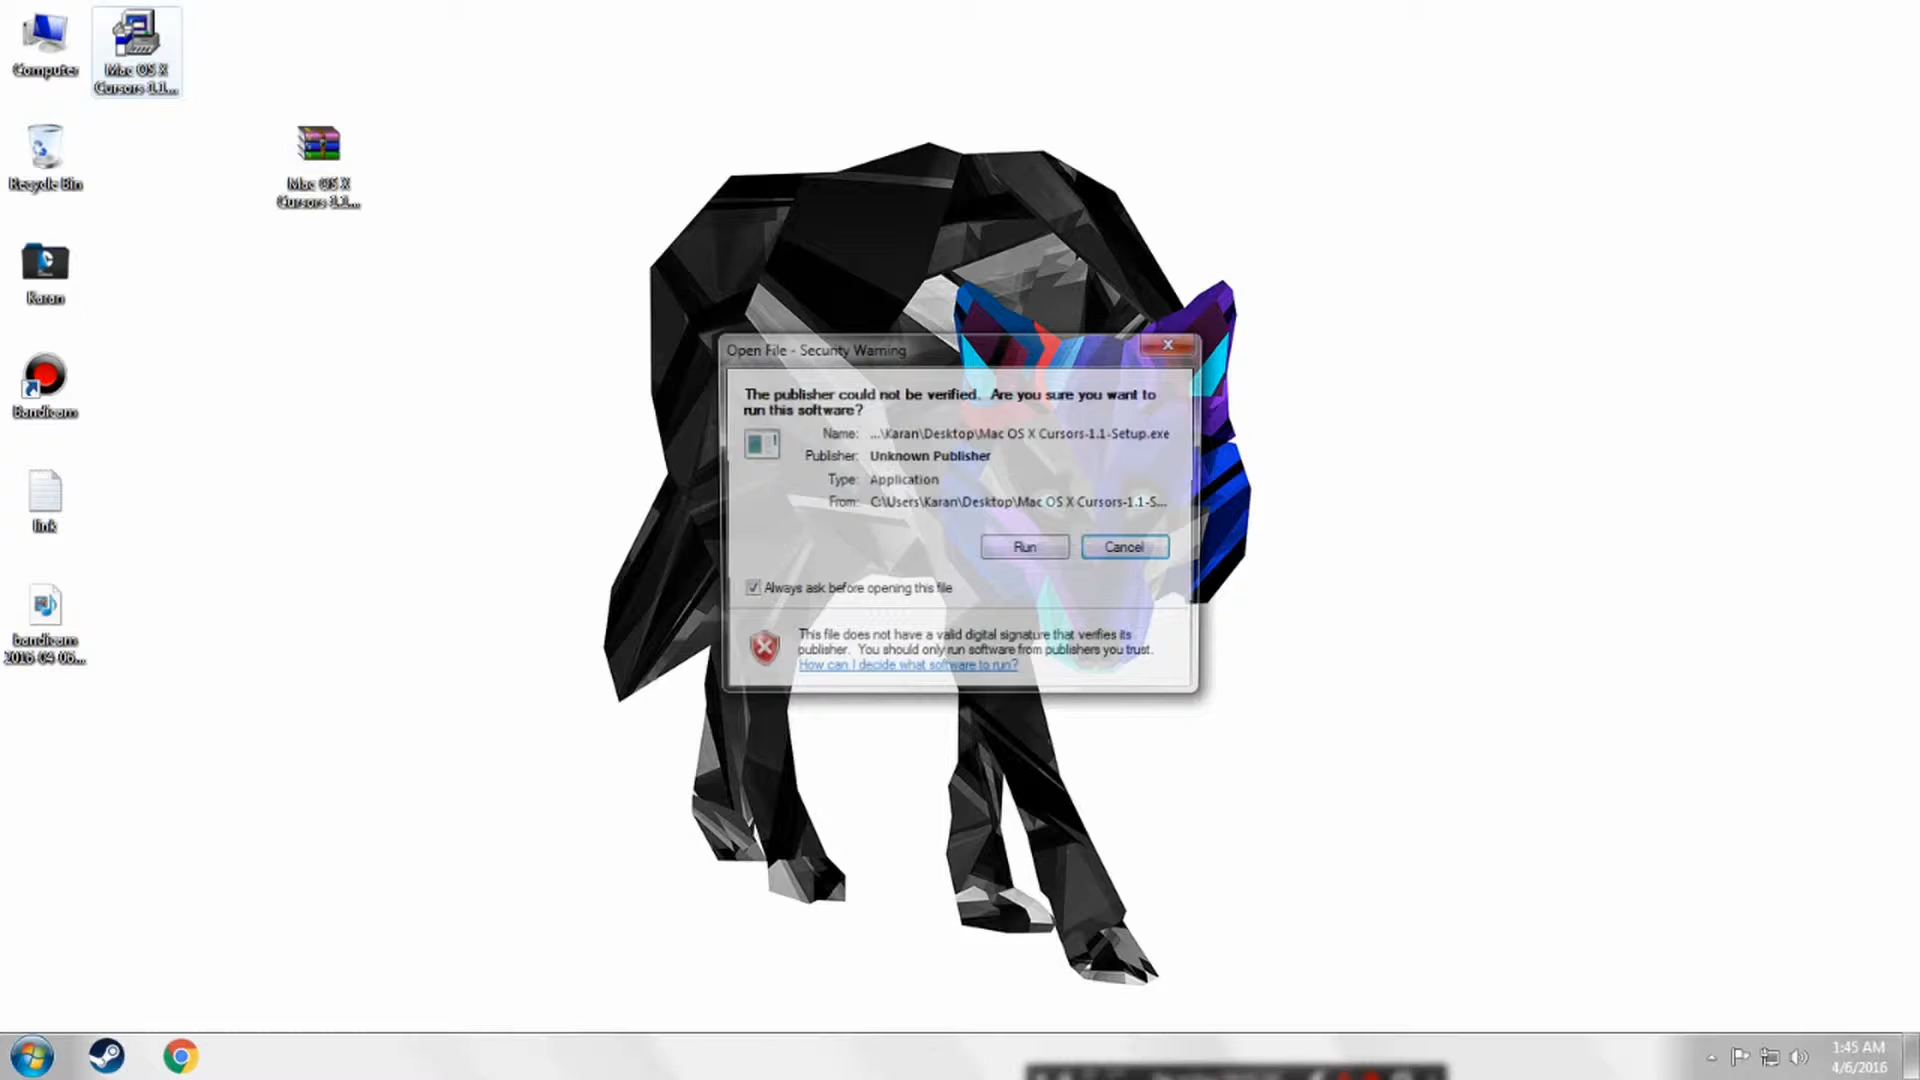 Computer
Mac OS X
Cursors-1.1...
Recycle Bin
Mac OS X
Cursors-1.1...
Karan
Bandicam
link
bandicam
2016-04-06...
Open File - Security Warning
The publisher could not be verified.  Are you sure you want to
run this software?
Name: ...\Karan\Desktop\Mac OS X Cursors-1.1-Setup.exe
Publisher: Unknown Publisher
Type: Application
From: C:\Users\Karan\Desktop\Mac OS X Cursors-1.1-S...
Run Cancel
Always ask before opening this file
This file does not have a valid digital signature that verifies its
publisher.  You should only run software from publishers you trust.
How can I decide what software to run?
1:45 AM
4/6/2016